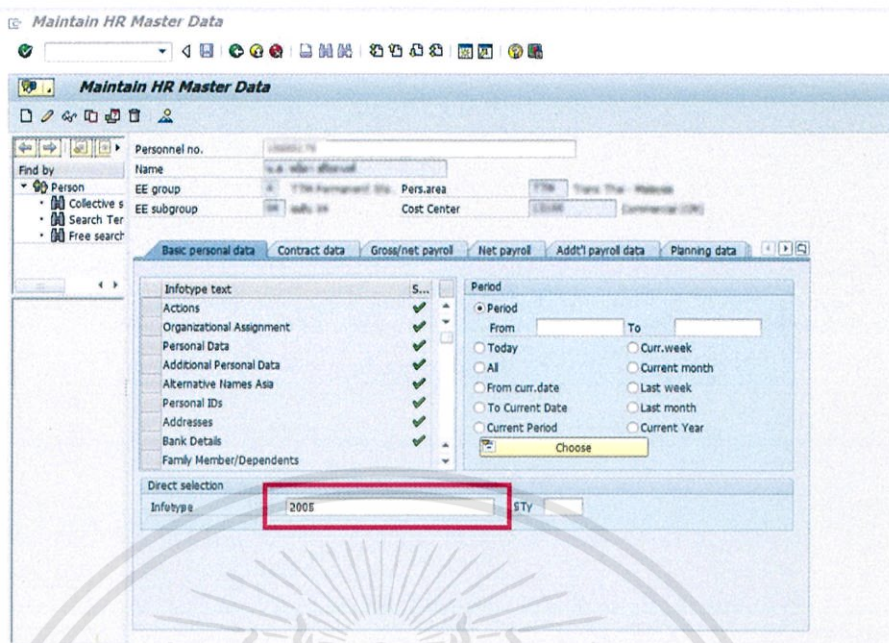 Maintain HR Master Data
Maintain HR Master Data
Find by
Person
Collective s
Search Ter
Free search
Personnel no.
Name
EE group Pers.area
EE subgroup Cost Center
Basic personal data Contract data Gross/net payroll Net payroll Addt'l payroll data Planning data
Infotype text S...
Actions
Organizational Assignment
Personal Data
Additional Personal Data
Alternative Names Asia
Personal IDs
Addresses
Bank Details
Family Member/Dependents
Period
Period
From To
Today Curr.week
All Current month
From curr.date Last week
To Current Date Last month
Current Period Current Year
Choose
Direct selection
Infotype 2005 STy